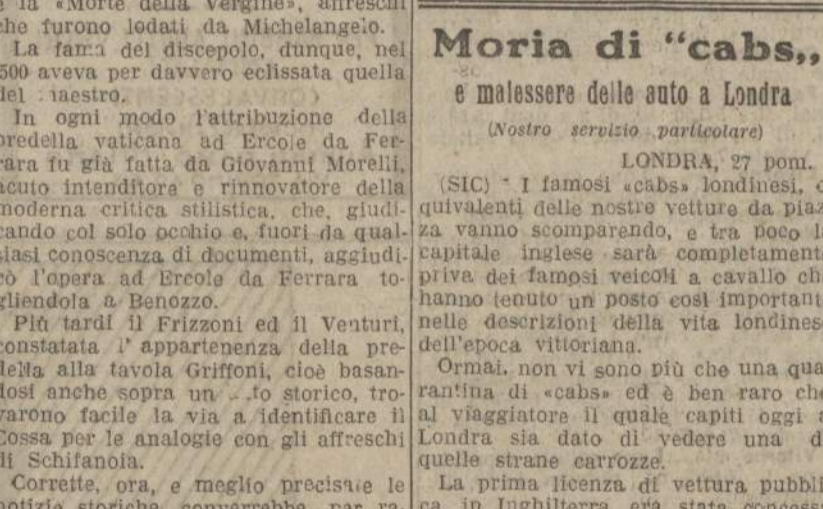 e la «Morte della Vergine», affreschi
che furono lodati da Michelangelo.
La fama del discepolo, dunque, nel
500 aveva per davvero eclissata quella
del maestro.
In ogni modo l'attribuzione della
predella vaticana ad Ercole da Fer-
rara fu già fatta da Giovanni Morelli,
acuto intenditore e rinnovatore della
moderna critica stilistica, che, giudi-
cando col solo occhio e, fuori da qual-
siasi conoscenza di documenti, aggiudi-
cò l'opera ad Ercole da Ferrara to-
gliendola a Benozzo.
Più tardi il Frizzoni ed il Venturi,
constatata l' appartenenza della pre-
della alla tavola Griffoni, cioè basan-
dosi anche sopra un to storico, tro-
varono facile la via a identificare il
Cossa per le analogie con gli affreschi
di Schifanoia.
Corrette, ora, e meglio precisate le
notizie storiche converrebbe, per ra-
Moria di "cabs„
e malessere delle auto a Londra
(Nostro servizio particolare)
LONDRA, 27 pom.
(SIC) - I famosi «cabs» londinesi, e
quivalenti delle nostre vetture da piaz
za vanno scomparendo, e tra poco la
capitale inglese sarà completament
priva dei famosi veicoli a cavallo che
hanno tenuto un posto così important
nelle descrizioni della vita londines
dell'epoca vittoriana.
Ormai, non vi sono più che una qua
rantina di «cabs» ed è ben raro che
al viaggiatore il quale capiti oggi a
Londra sia dato di vedere una d
quelle strane carrozze.
La prima licenza di vettura pubbli
ca in Inghilterra era stata concess